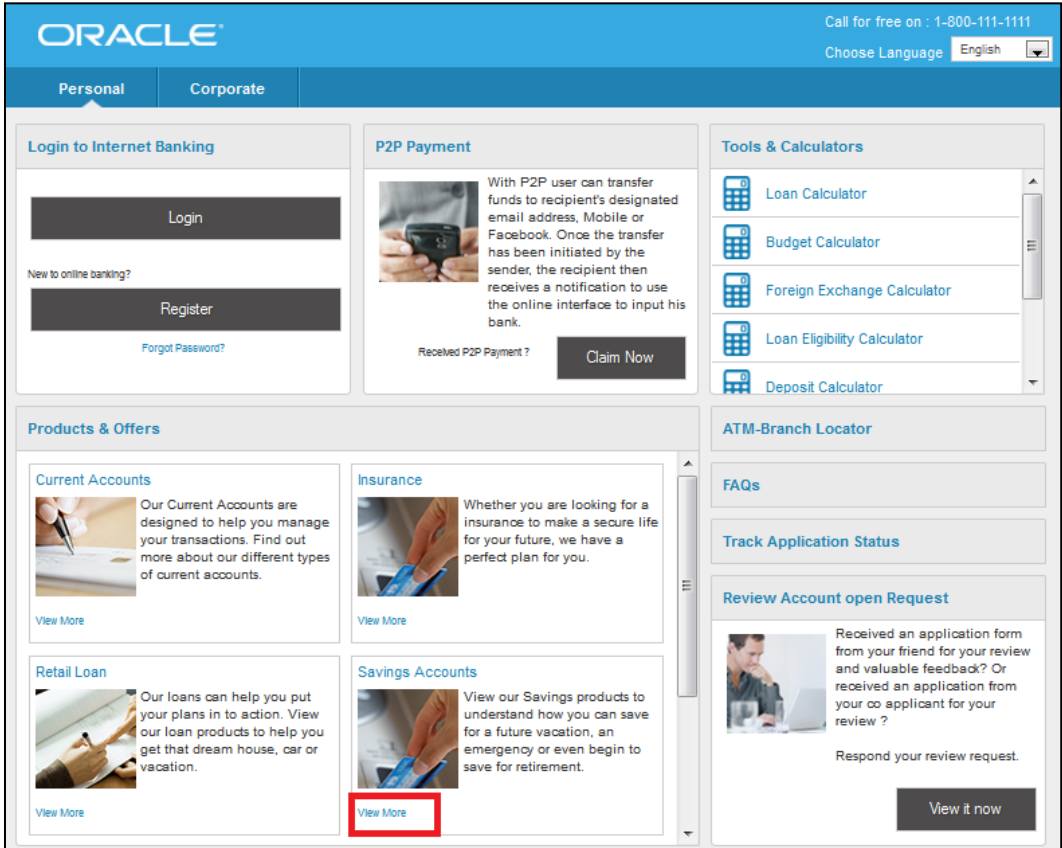 ORACLE
Call for free on : 1-800-111-1111
Choose Language English
Personal Corporate
Login to Internet Banking
Login
New to online banking?
Register
Forgot Password?
P2P Payment
With P2P user can transfer
funds to recipient's designated
email address, Mobile or
Facebook. Once the transfer
has been initiated by the
sender, the recipient then
receives a notification to use
the online interface to input his
bank.
Received P2P Payment ?
Claim Now
Tools & Calculators
Loan Calculator
Budget Calculator
Foreign Exchange Calculator
Loan Eligibility Calculator
Deposit Calculator
Products & Offers
Current Accounts
Our Current Accounts are
designed to help you manage
your transactions. Find out
more about our different types
of current accounts.
View More
Insurance
Whether you are looking for a
insurance to make a secure life
for your future, we have a
perfect plan for you.
View More
Retail Loan
Our loans can help you put
your plans in to action. View
our loan products to help you
get that dream house, car or
vacation.
View More
Savings Accounts
View our Savings products to
understand how you can save
for a future vacation, an
emergency or even begin to
save for retirement.
View More
ATM-Branch Locator
FAQs
Track Application Status
Review Account open Request
Received an application form
from your friend for your review
and valuable feedback? Or
received an application from
your co applicant for your
review ?
Respond your review request.
View it now